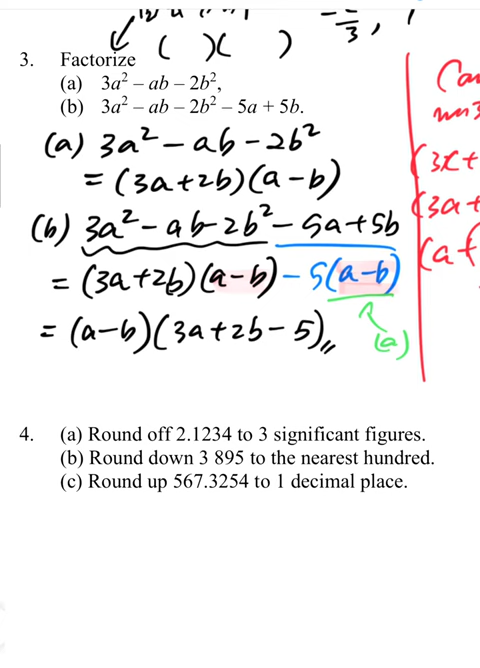 ( )( )
3. Factorize
(a) 3a² – ab – 2b²,
(b) 3a² – ab – 2b² – 5a + 5b.
(a) 3a² – ab – 2b²
= (3a+2b)(a–b)
(b) 3a² – ab – 2b² – 5a + 5b
= (3a+2b)(a–b) – 5(a–b)
(a)
= (a–b)(3a+2b–5)
(3x+
(3a+
(a+
4. (a) Round off 2.1234 to 3 significant figures.
(b) Round down 3 895 to the nearest hundred.
(c) Round up 567.3254 to 1 decimal place.